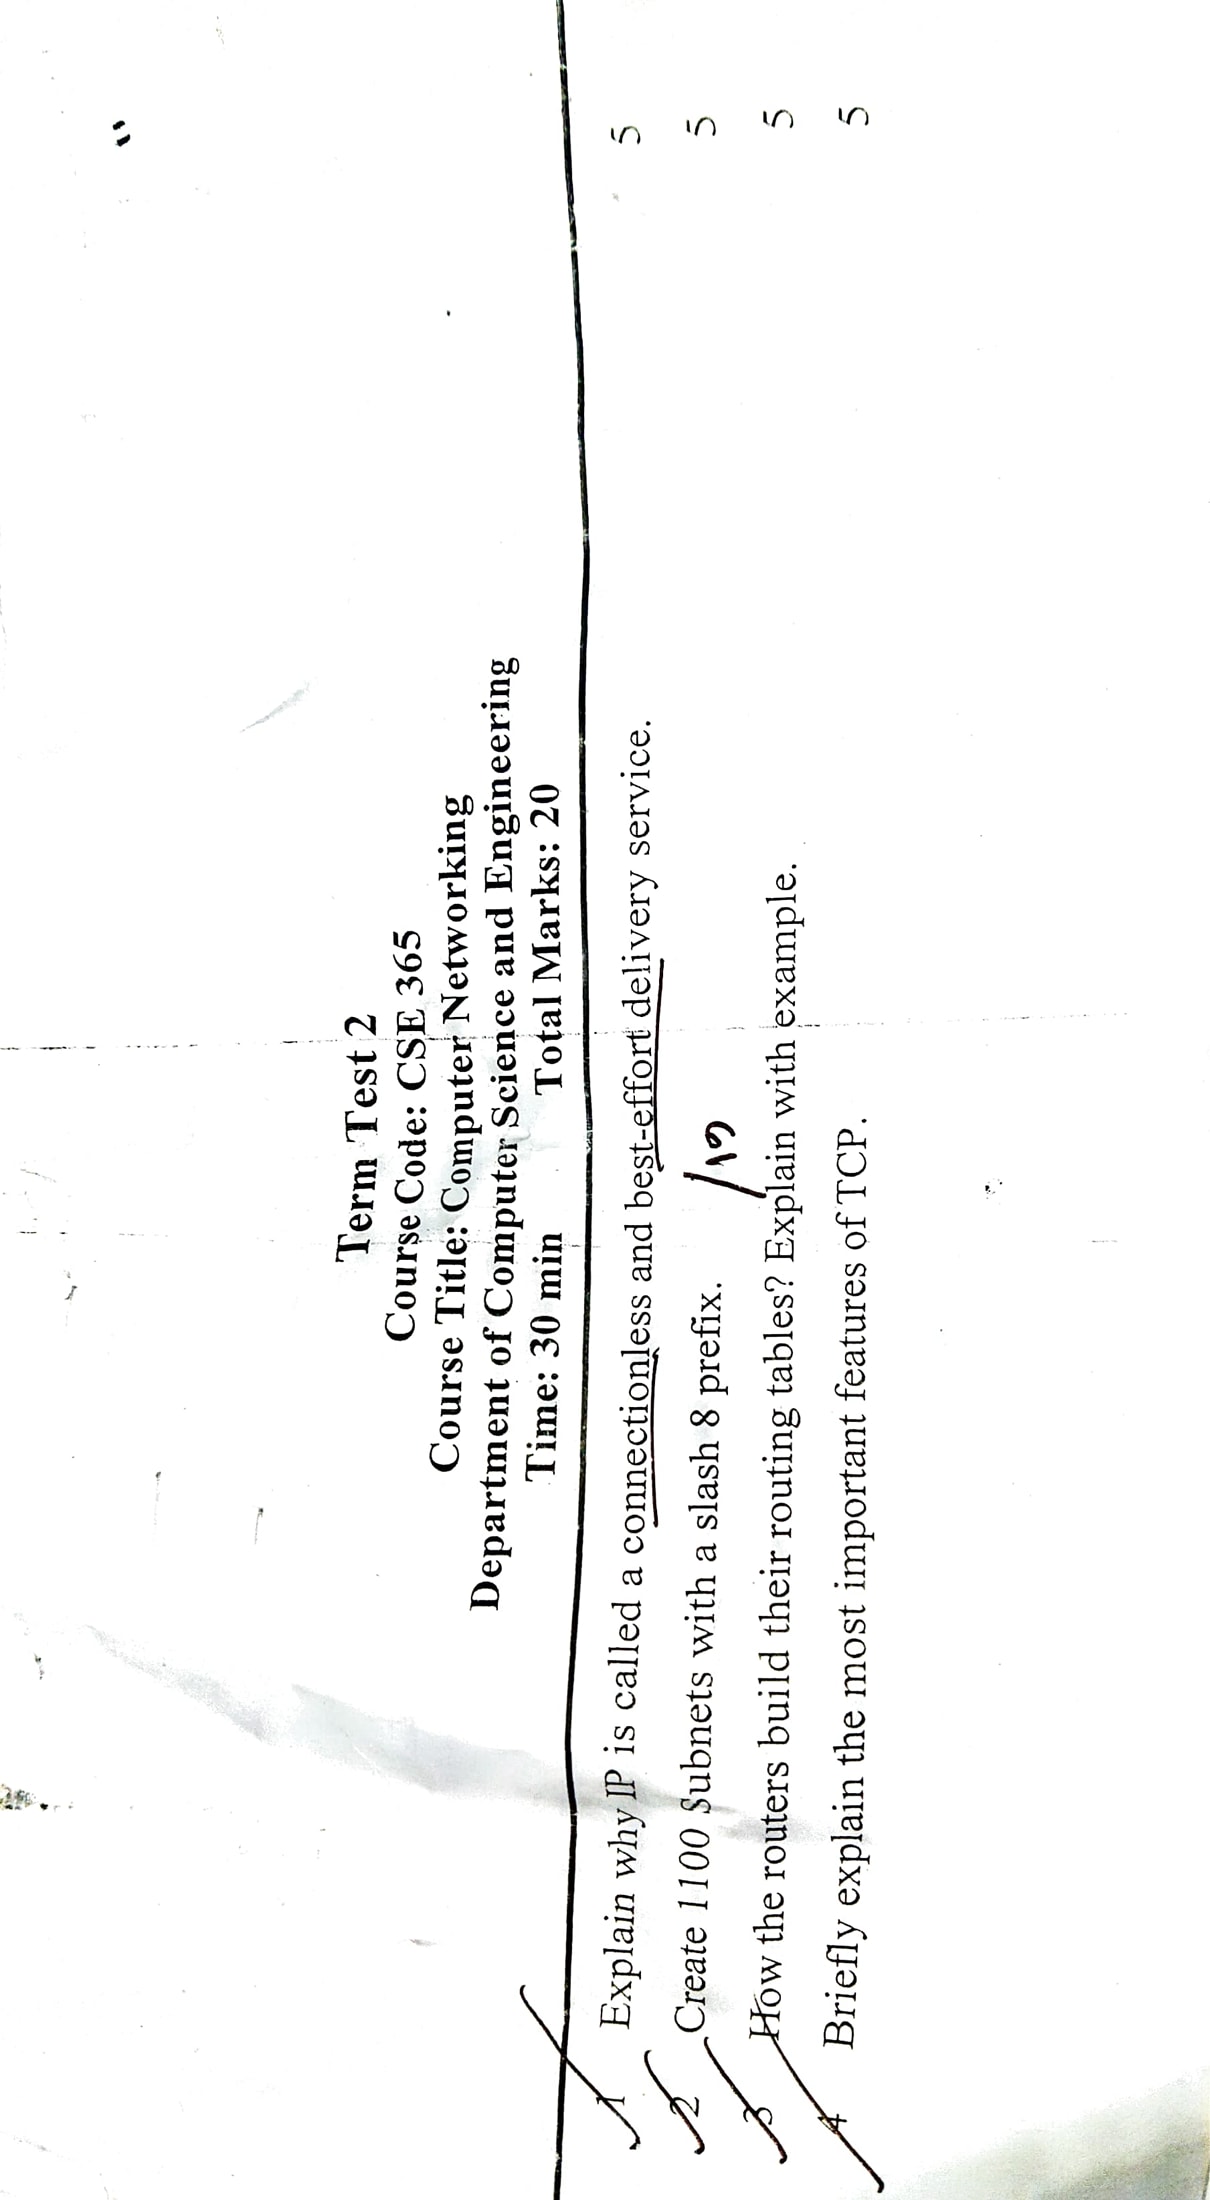 Term Test 2
Course Code: CSE 365
Course Title: Computer Networking
Department of Computer Science and Engineering
Time: 30 min Total Marks: 20
1 Explain why IP is called a connectionless and best-effort delivery service. 5
2 Create 1100 Subnets with a slash 8 prefix. 5
3 How the routers build their routing tables? Explain with example. 5
4 Briefly explain the most important features of TCP. 5